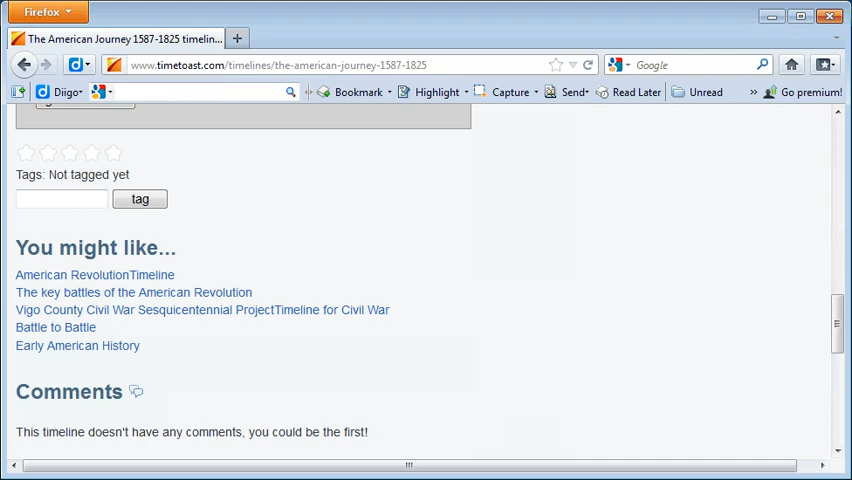 Firefox
The American Journey 1587-1825 timelin...
www.timetoast.com/timelines/the-american-journey-1587-1825
Google
Diigo
Bookmark
Highlight
Capture
Send
Read Later
Unread
»
Go premium!
Tags: Not tagged yet
tag
You might like...
American RevolutionTimeline
The key battles of the American Revolution
Vigo County Civil War Sesquicentennial ProjectTimeline for Civil War
Battle to Battle
Early American History
Comments
This timeline doesn't have any comments, you could be the first!